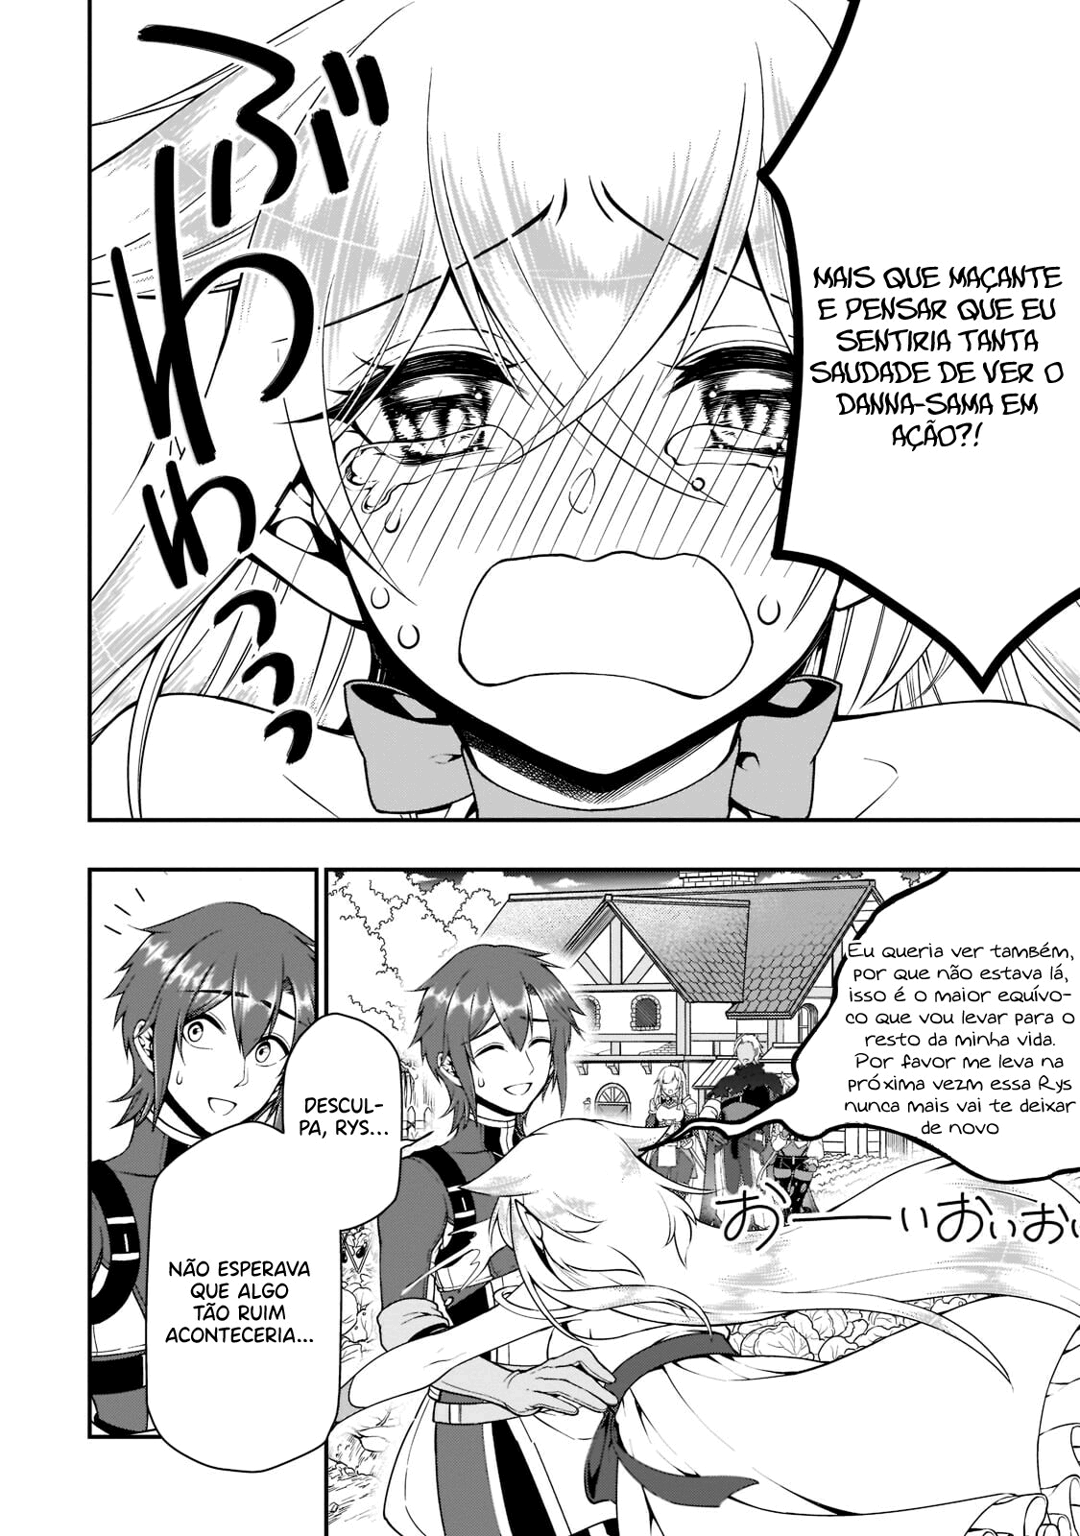 MAIS QUE MAÇANTE
E PENSAR QUE EU
SENTIRIA TANTA
SAUDADE DE VER O
DANNA-SAMA EM
AÇÃO?!
ぶわわっ
Eu queria ver também,
por que não estava lá,
isso é o maior equívo-
co que vou levar para o
resto da minha vida.
Por favor me leva na
próxima vezm essa Rys
nunca mais vai te deixar
de novo
おーいおいおい
DESCUL-
PA, RYS...
NÃO ESPERAVA
QUE ALGO
TÃO RUIM
ACONTECERIA...